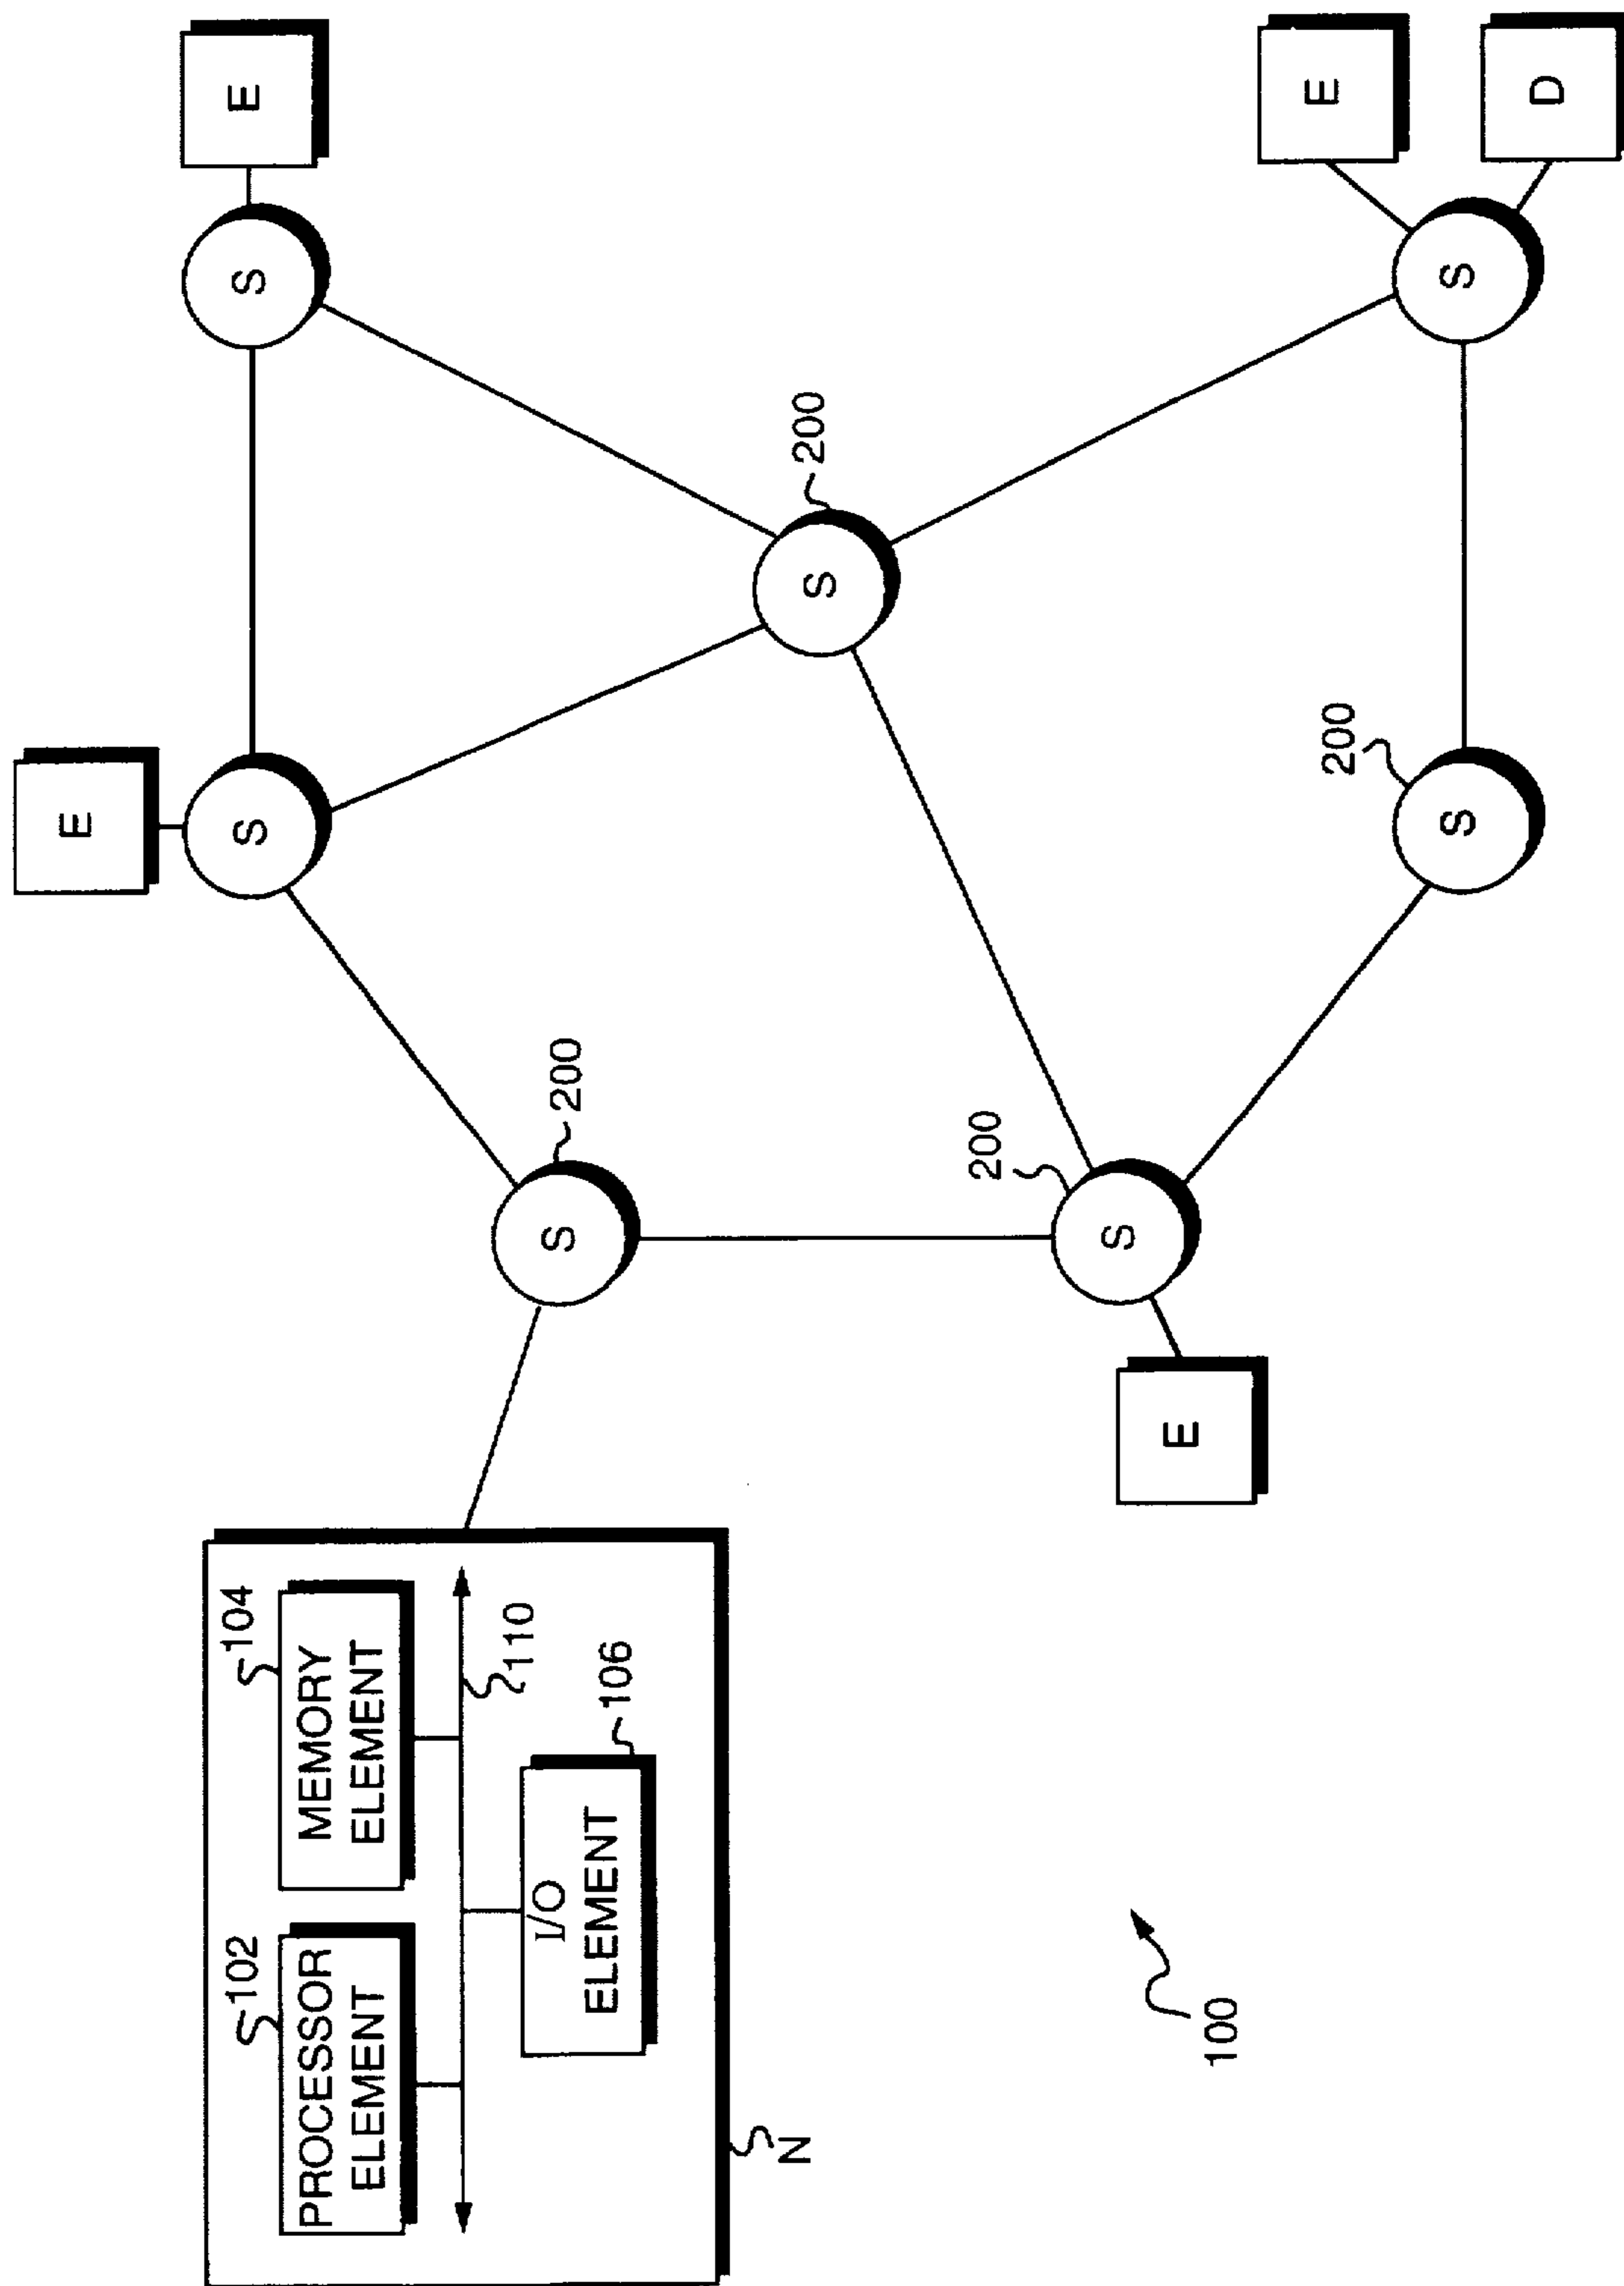 E
102
104
S
S
E
PROCESSOR
ELEMENT
MEMORY
ELEMENT
110
I/O
ELEMENT
106
S
200
N
200
S
200
S
E
100
E
200
S
S
D